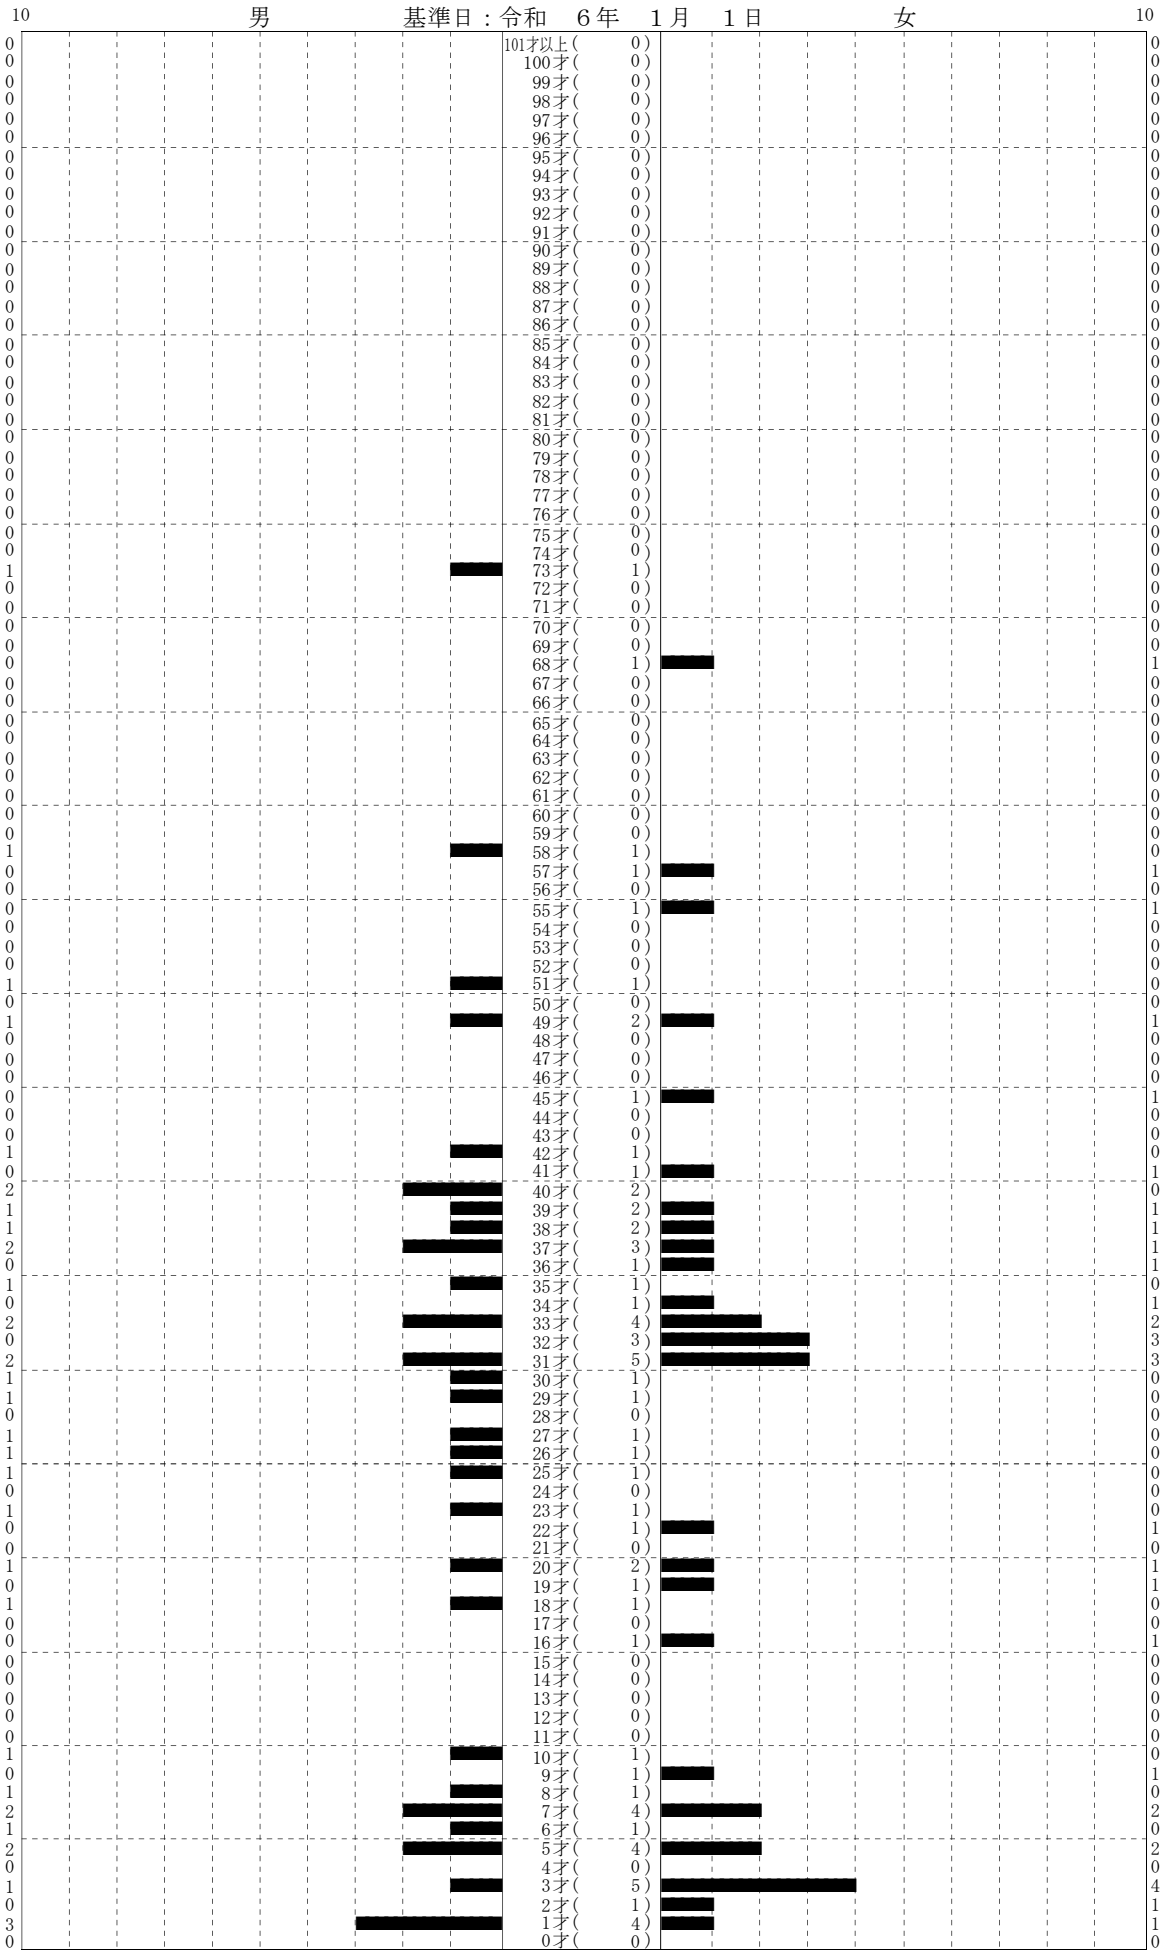 10 男 基準日:令和 6年 1月 1日 女 10
0 101才以上( 0) 0
0 100才( 0) 0
0 99才( 0) 0
0 98才( 0) 0
0 97才( 0) 0
0 96才( 0) 0
0 95才( 0) 0
0 94才( 0) 0
0 93才( 0) 0
0 92才( 0) 0
0 91才( 0) 0
0 90才( 0) 0
0 89才( 0) 0
0 88才( 0) 0
0 87才( 0) 0
0 86才( 0) 0
0 85才( 0) 0
0 84才( 0) 0
0 83才( 0) 0
0 82才( 0) 0
0 81才( 0) 0
0 80才( 0) 0
0 79才( 0) 0
0 78才( 0) 0
0 77才( 0) 0
0 76才( 0) 0
0 75才( 0) 0
0 74才( 0) 0
1 73才( 1) 0
0 72才( 0) 0
0 71才( 0) 0
0 70才( 0) 0
0 69才( 0) 0
0 68才( 1) 1
0 67才( 0) 0
0 66才( 0) 0
0 65才( 0) 0
0 64才( 0) 0
0 63才( 0) 0
0 62才( 0) 0
0 61才( 0) 0
0 60才( 0) 0
0 59才( 0) 0
1 58才( 1) 0
0 57才( 1) 1
0 56才( 0) 0
0 55才( 1) 1
0 54才( 0) 0
0 53才( 0) 0
0 52才( 0) 0
1 51才( 1) 0
0 50才( 0) 0
1 49才( 2) 1
0 48才( 0) 0
0 47才( 0) 0
0 46才( 0) 0
0 45才( 1) 1
0 44才( 0) 0
0 43才( 0) 0
1 42才( 1) 0
0 41才( 1) 1
2 40才( 2) 0
1 39才( 2) 1
1 38才( 2) 1
2 37才( 3) 1
0 36才( 1) 1
1 35才( 1) 0
0 34才( 1) 1
2 33才( 4) 2
0 32才( 3) 3
2 31才( 5) 3
1 30才( 1) 0
1 29才( 1) 0
0 28才( 0) 0
1 27才( 1) 0
1 26才( 1) 0
1 25才( 1) 0
0 24才( 0) 0
1 23才( 1) 0
0 22才( 1) 1
0 21才( 0) 0
1 20才( 2) 1
0 19才( 1) 1
1 18才( 1) 0
0 17才( 0) 0
0 16才( 1) 1
0 15才( 0) 0
0 14才( 0) 0
0 13才( 0) 0
0 12才( 0) 0
0 11才( 0) 0
1 10才( 1) 0
0 9才( 1) 1
1 8才( 1) 0
2 7才( 4) 2
1 6才( 1) 0
2 5才( 4) 2
0 4才( 0) 0
1 3才( 5) 4
0 2才( 1) 1
3 1才( 4) 1
0 0才( 0) 0